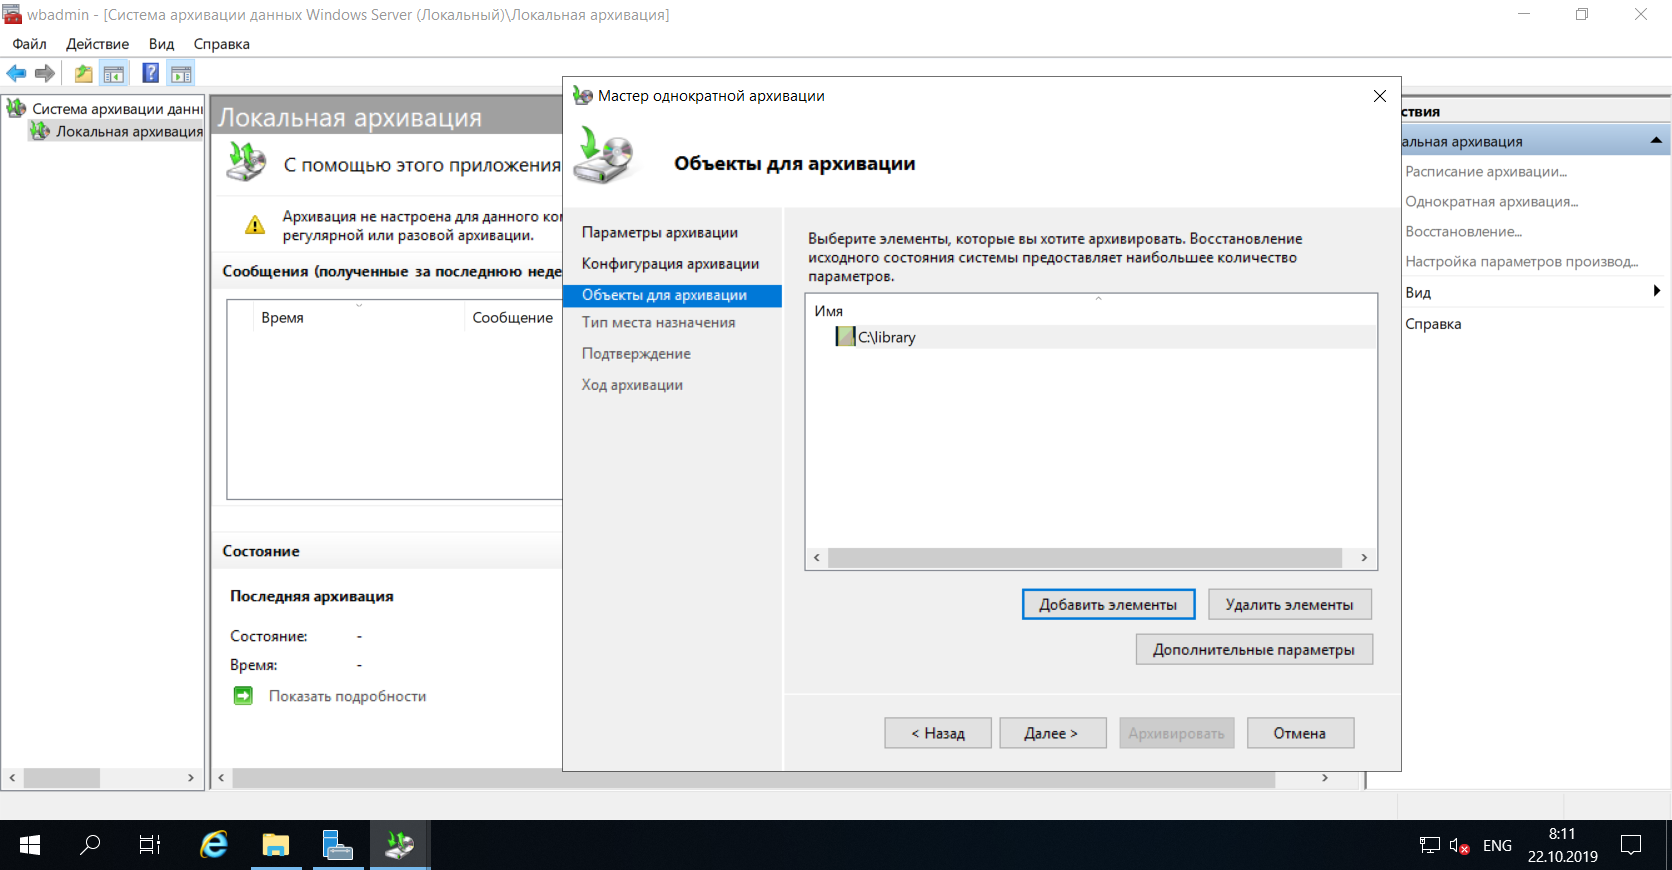 wbadmin - [Система архивации данных Windows Server (Локальный)\Локальная архивация]
Файл Действие Вид Справка
Система архивации данн
Локальная архивация
Локальная архивация
С помощью этого приложения
Архивация не настроена для данного ко
регулярной или разовой архивации.
Сообщения (полученные за последнюю неде
Время Сообщение
Состояние
Последняя архивация
Состояние: -
Время: -
Показать подробности
Мастер однократной архивации
Объекты для архивации
Параметры архивации
Конфигурация архивации
Объекты для архивации
Тип места назначения
Подтверждение
Ход архивации
Выберите элементы, которые вы хотите архивировать. Восстановление
исходного состояния системы предоставляет наибольшее количество
параметров.
Имя
C:\library
Добавить элементы Удалить элементы
Дополнительные параметры
< Назад Далее > Архивировать Отмена
ствия
альная архивация
Расписание архивации...
Однократная архивация...
Восстановление...
Настройка параметров производ...
Вид
Справка
ENG
8:11
22.10.2019